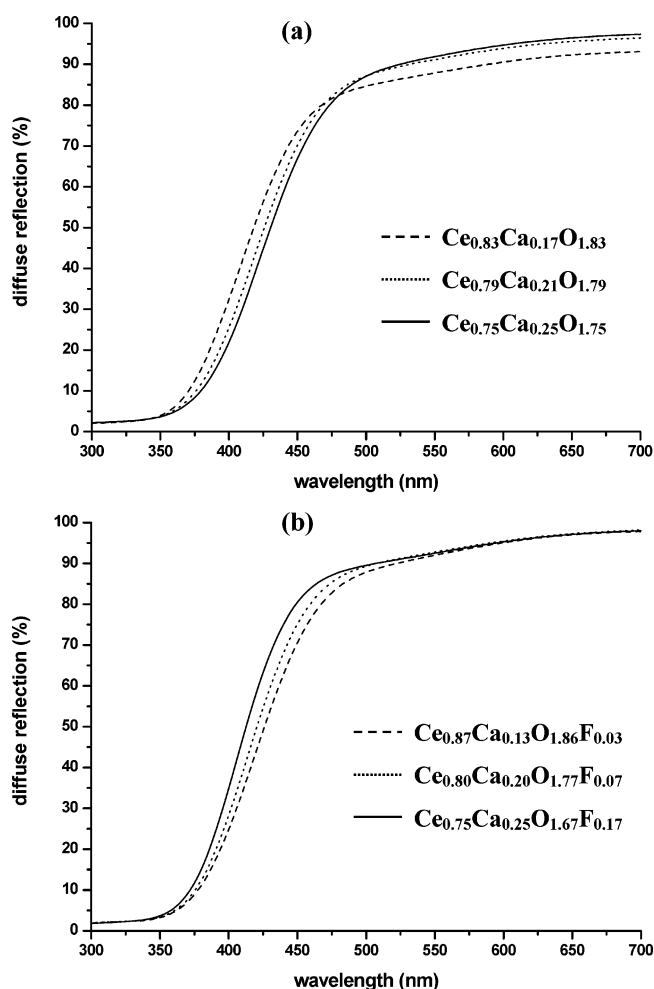 (a)
100
90
80
70
60
50
40
30
20
10
0
diffuse reflection (%)
Ce0.83Ca0.17O1.83
Ce0.79Ca0.21O1.79
Ce0.75Ca0.25O1.75
300 350 400 450 500 550 600 650 700
wavelength (nm)
(b)
100
90
80
70
60
50
40
30
20
10
0
diffuse reflection (%)
Ce0.87Ca0.13O1.86F0.03
Ce0.80Ca0.20O1.77F0.07
Ce0.75Ca0.25O1.67F0.17
300 350 400 450 500 550 600 650 700
wavelength (nm)